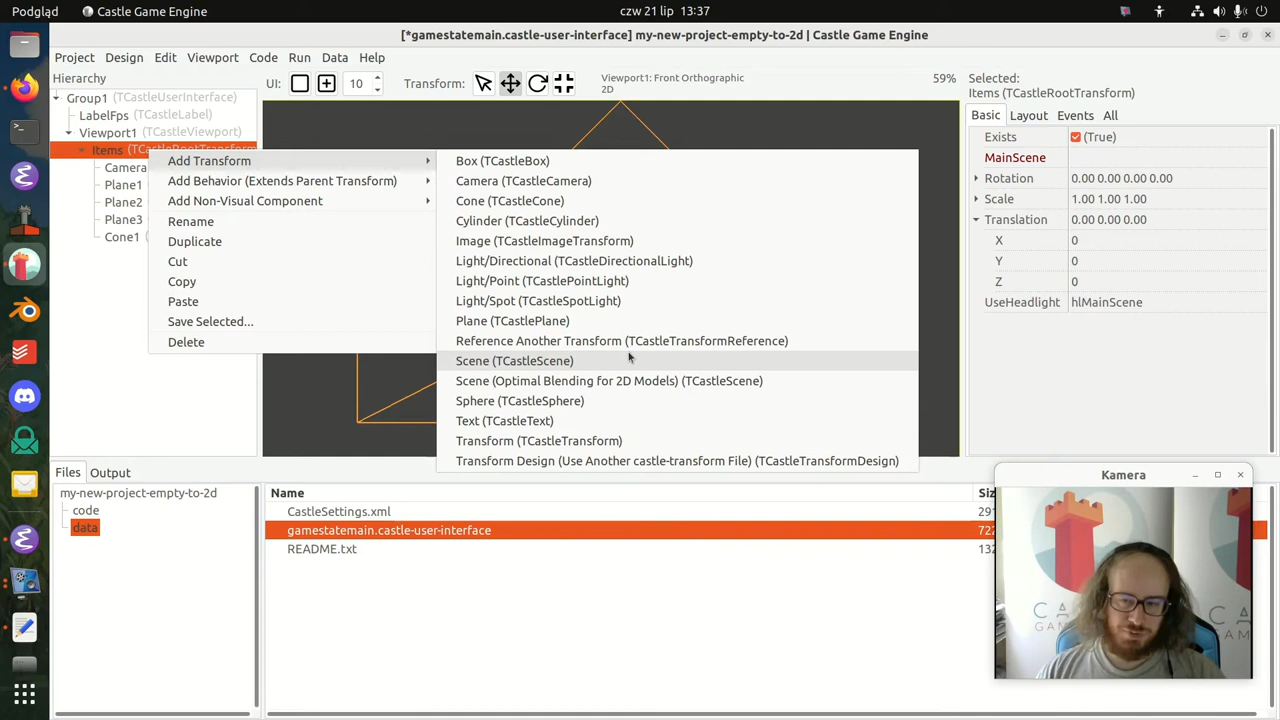 Podgląd
Castle Game Engine
czw 21 lip 13:37
[*gamestatemain.castle-user-interface] my-new-project-empty-to-2d | Castle Game Engine
Project Design Edit Viewport Code Run Data Help
Hierarchy
Group1 (TCastleUserInterface)
LabelFps (TCastleLabel)
Viewport1 (TCastleViewport)
Items (TCastleRootTransform
Camera
Plane1
Plane2
Plane3
Cone1
UI:
10
Transform:
Viewport1: Front Orthographic
2D
59%
Add Transform
Add Behavior (Extends Parent Transform)
Add Non-Visual Component
Rename
Duplicate
Cut
Copy
Paste
Save Selected...
Delete
Box (TCastleBox)
Camera (TCastleCamera)
Cone (TCastleCone)
Cylinder (TCastleCylinder)
Image (TCastleImageTransform)
Light/Directional (TCastleDirectionalLight)
Light/Point (TCastlePointLight)
Light/Spot (TCastleSpotLight)
Plane (TCastlePlane)
Reference Another Transform (TCastleTransformReference)
Scene (TCastleScene)
Scene (Optimal Blending for 2D Models) (TCastleScene)
Sphere (TCastleSphere)
Text (TCastleText)
Transform (TCastleTransform)
Transform Design (Use Another castle-transform File) (TCastleTransformDesign)
Selected:
Items (TCastleRootTransform)
Basic Layout Events All
Exists (True)
MainScene
Rotation 0.00 0.00 0.00 0.00
Scale 1.00 1.00 1.00
Translation 0.00 0.00 0.00
X 0
Y 0
Z 0
UseHeadlight hlMainScene
Files Output
my-new-project-empty-to-2d
code
data
Name
CastleSettings.xml
gamestatemain.castle-user-interface
README.txt
Kamera